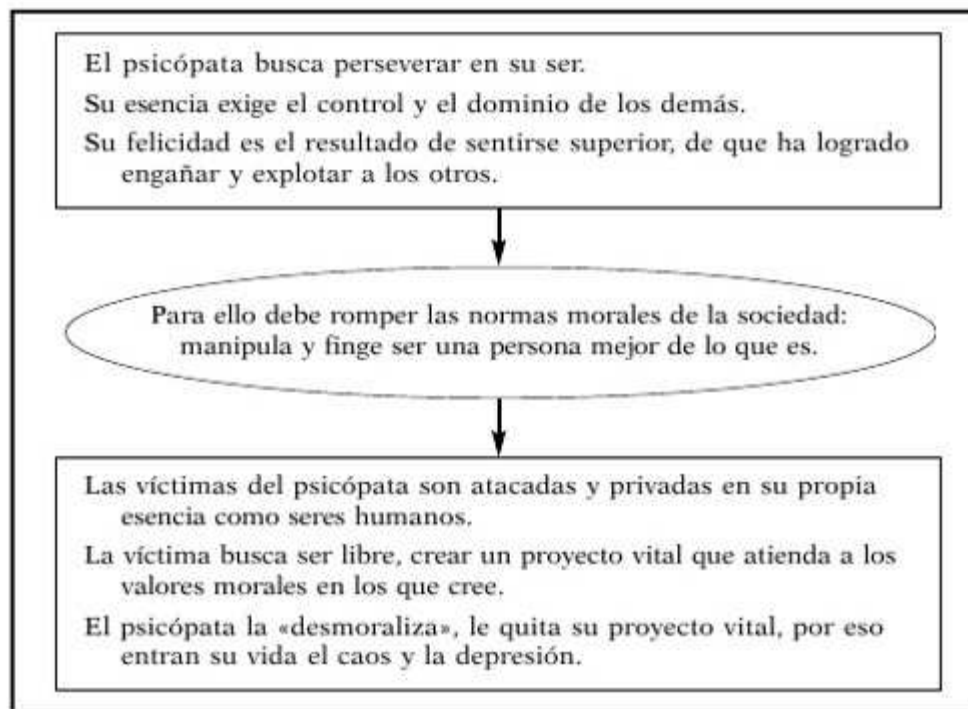 El psicópata busca perseverar en su ser.
Su esencia exige el control y el dominio de los demás.
Su felicidad es el resultado de sentirse superior, de que ha logrado
engañar y explotar a los otros.
Para ello debe romper las normas morales de la sociedad:
manipula y finge ser una persona mejor de lo que es.
Las víctimas del psicópata son atacadas y privadas en su propia
esencia como seres humanos.
La víctima busca ser libre, crear un proyecto vital que atienda a los
valores morales en los que cree.
El psicópata la «desmoraliza», le quita su proyecto vital, por eso
entran su vida el caos y la depresión.